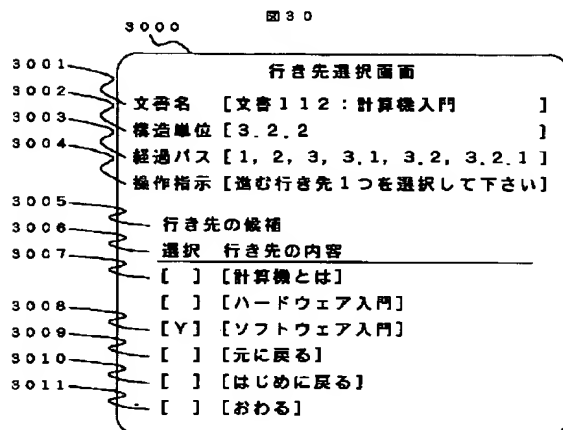 図30
3000
行き先選択画面
3001
3002
文書名 [文書112:計算機入門 ]
3003
構造単位 [3.2.2 ]
3004
経過パス [1, 2, 3, 3.1, 3.2, 3.2.1]
操作指示 [進む行き先1つを選択して下さい]
3005
行き先の候補
3006
選択 行き先の内容
3007
[ ] [計算機とは]
[ ] [ハードウェア入門]
3008
[Y] [ソフトウェア入門]
3009
[ ] [元に戻る]
3010
[ ] [はじめに戻る]
3011
[ ] [おわる]